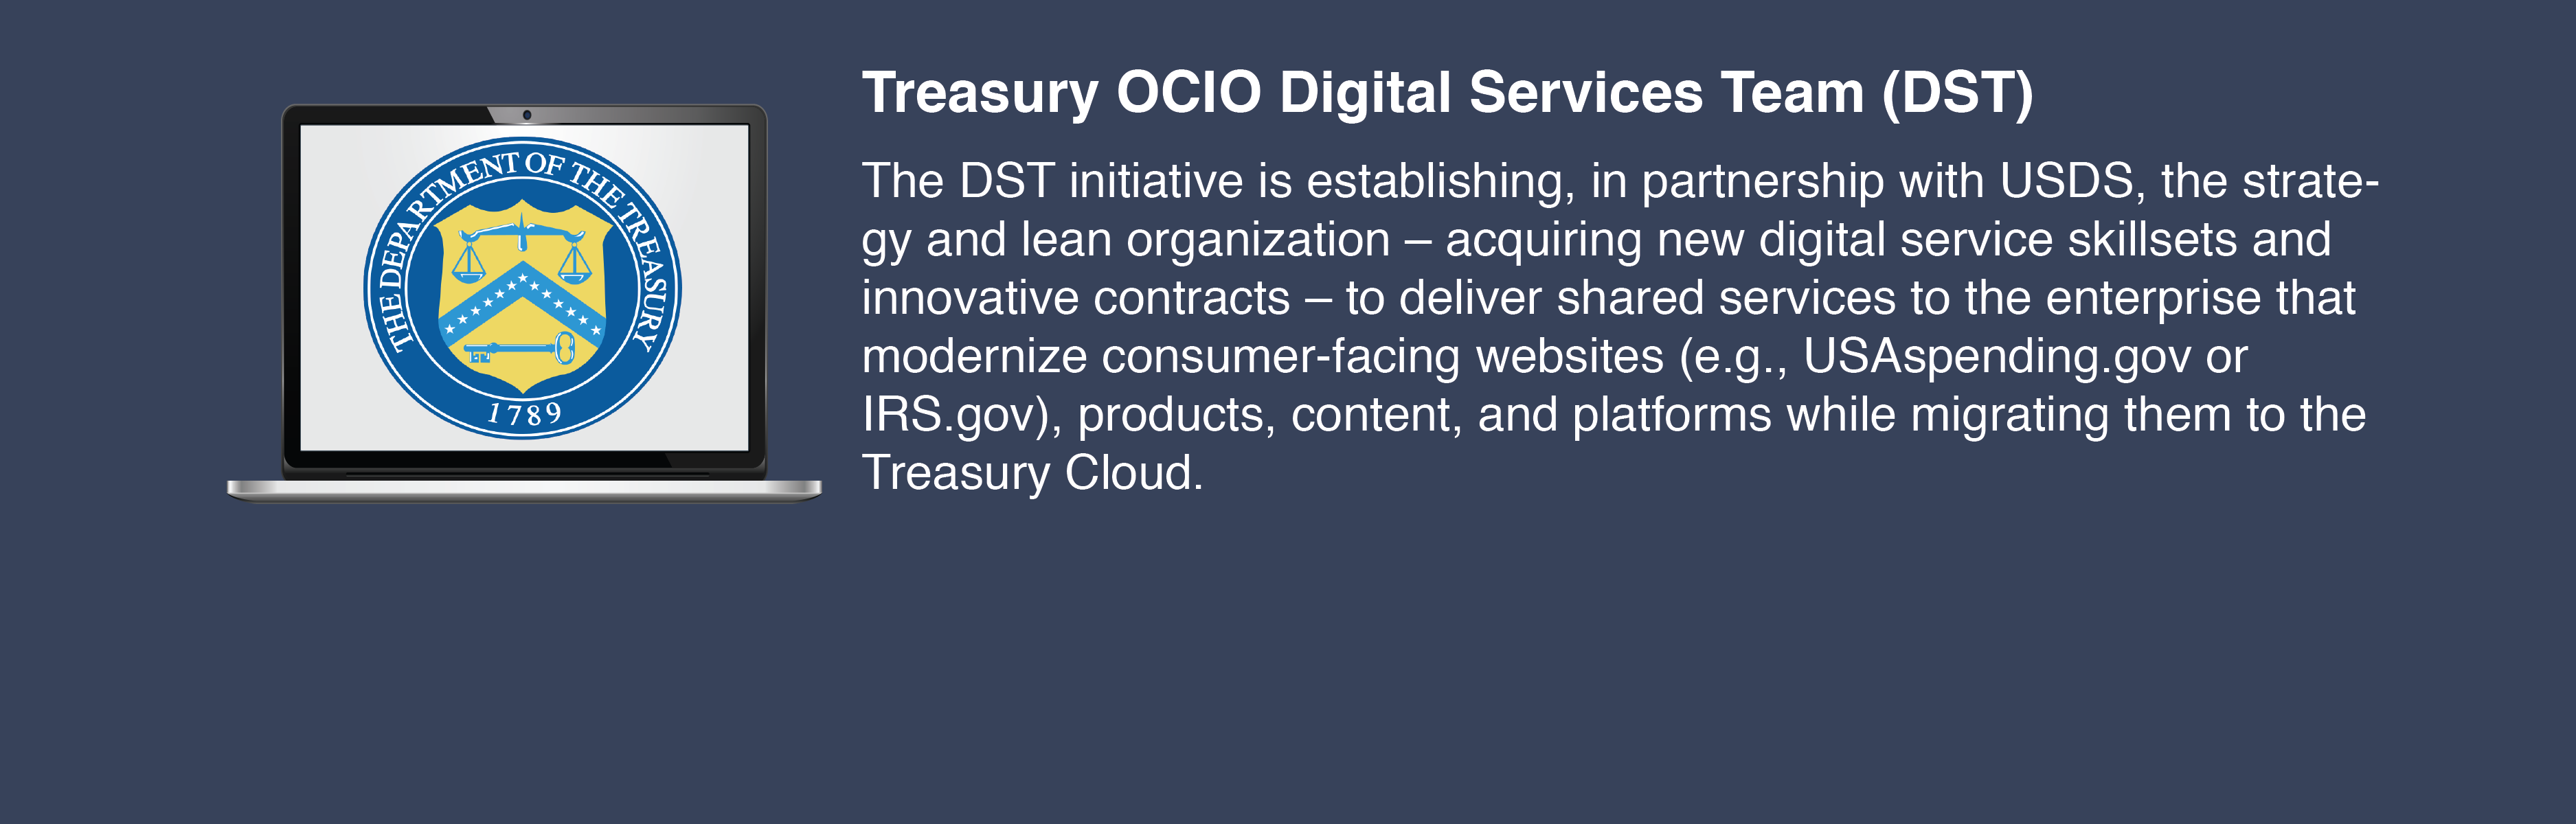 THE DEPARTMENT OF THE TREASURY
1789
Treasury OCIO Digital Services Team (DST)
The DST initiative is establishing, in partnership with USDS, the strate-
gy and lean organization – acquiring new digital service skillsets and
innovative contracts – to deliver shared services to the enterprise that
modernize consumer-facing websites (e.g., USAspending.gov or
IRS.gov), products, content, and platforms while migrating them to the
Treasury Cloud.